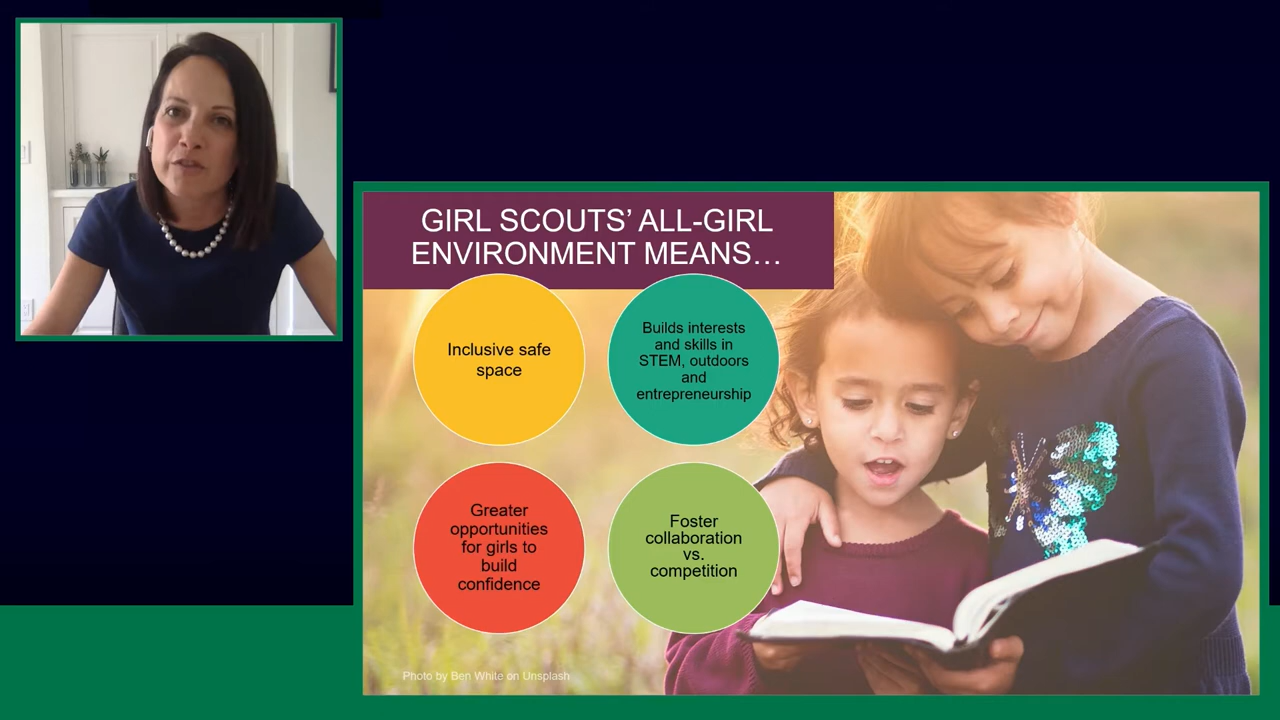 GIRL SCOUTS’ ALL-GIRL
ENVIRONMENT MEANS…
Inclusive safe
space
Builds interests
and skills in
STEM, outdoors
and
entrepreneurship
Greater
opportunities
for girls to
build
confidence
Foster
collaboration
vs.
competition
Photo by Ben White on Unsplash